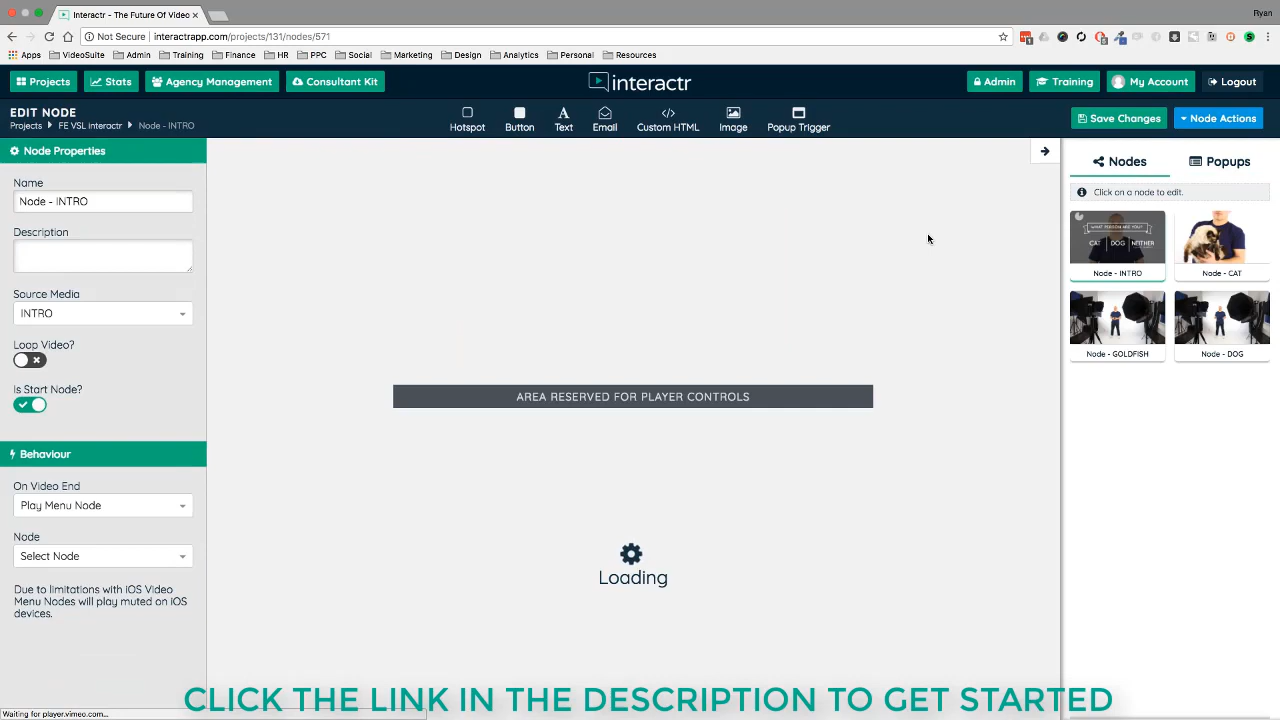 Interactr - The Future Of Video
Ryan
Not Secure interactrapp.com/projects/131/nodes/571
Apps VideoSuite Admin Training Finance HR PPC Social Marketing Design Analytics Personal Resources
Projects Stats Agency Management Consultant Kit interactr Admin Training My Account Logout
EDIT NODE
Projects FE VSL interactr Node - INTRO
Hotspot Button Text Email Custom HTML Image Popup Trigger
Save Changes Node Actions
Node Properties
Name
Node - INTRO
Description
Source Media
INTRO
Loop Video?
Is Start Node?
Behaviour
On Video End
Play Menu Node
Node
Select Node
Due to limitations with iOS Video
Menu Nodes will play muted on iOS
devices.
AREA RESERVED FOR PLAYER CONTROLS
Loading
Nodes Popups
Click on a node to edit.
WHAT PERSON ARE YOU?
CAT DOG NEITHER
Node - INTRO
Node - CAT
Node - GOLDFISH
Node - DOG
CLICK THE LINK IN THE DESCRIPTION TO GET STARTED
Waiting for player.vimeo.com...